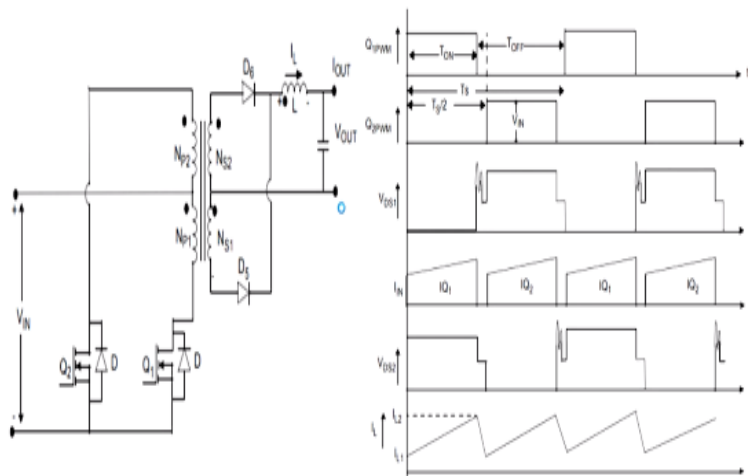 D6
IL
IOUT
+
L
-
VOUT
NP2
NS2
+
NP1
NS1
VIN
D5
Q2
D
Q1
D
-
Q1PWM
TON
TOFF
t
TS
TS/2
Q2PWM
VIN
VDS1
IIN
IQ1
IQ2
IQ1
IQ2
VDS2
IL
IL2
IL1